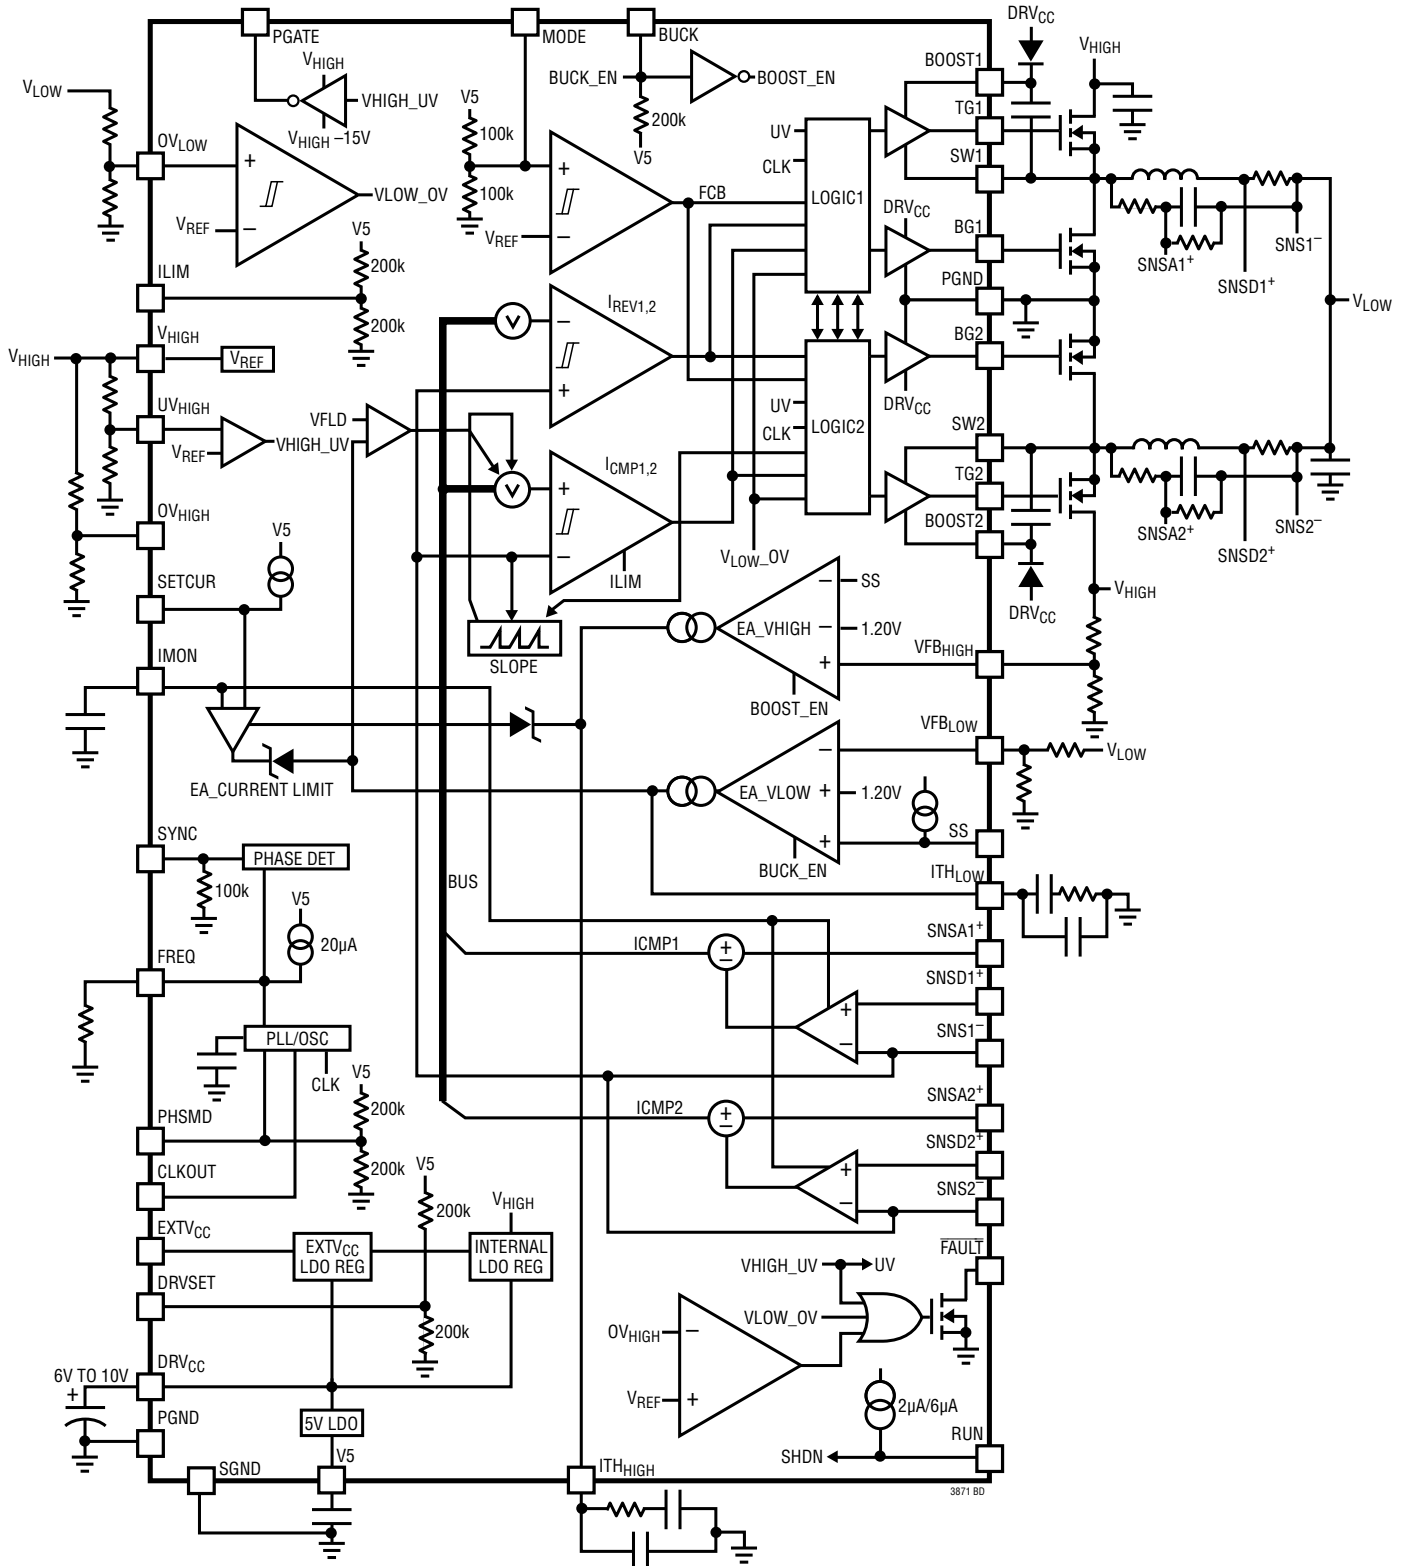 DRVCC
PGATE
MODE
BUCK
VHIGH
BOOST1
VHIGH
BUCK_EN
BOOST_EN
VLOW
VHIGH_UV
V5
TG1
100k
200k
UV
VHIGH –15V
OVLOW
V5
SW1
CLK
+
+
100k
FCB
LOGIC1
VLOW_OV
DRVCC
VREF
–
V5
VREF
–
BG1
SNS1–
200k
SNSA1+
ILIM
PGND
SNSD1+
IREV1,2
VLOW
–
200k
VHIGH
VHIGH
VREF
BG2
+
UVHIGH
DRVCC
VFLD
UV
SW2
VHIGH_UV
CLK
LOGIC2
VREF
ICMP1,2
TG2
+
OVHIGH
BOOST2
SNSA2+
SNS2–
V5
SNSD2+
–
VLOW_OV
SETCUR
ILIM
– SS
VHIGH
DRVCC
EA_VHIGH
– 1.20V
SLOPE
VFBHIGH
IMON
+
BOOST_EN
VFBLOW
–
VLOW
EA_CURRENT LIMIT
EA_VLOW
+ 1.20V
SYNC
SS
+
PHASE DET
BUCK_EN
ITHLOW
BUS
100k
V5
SNSA1+
20µA
ICMP1
+
–
FREQ
SNSD1+
+
PLL/OSC
SNS1–
–
CLK
V5
SNSA2+
200k
ICMP2
+
–
PHSMD
SNSD2+
200k
V5
+
CLKOUT
SNS2–
–
VHIGH
200k
EXTVCC
EXTVCC
LDO REG
INTERNAL
LDO REG
FAULT
VHIGH_UV
UV
DRVSET
VLOW_OV
200k
OVHIGH
–
DRVCC
6V TO 10V
+
VREF
+
2µA/6µA
PGND
5V LDO
RUN
V5
SHDN
SGND
ITHHIGH
3871 BD